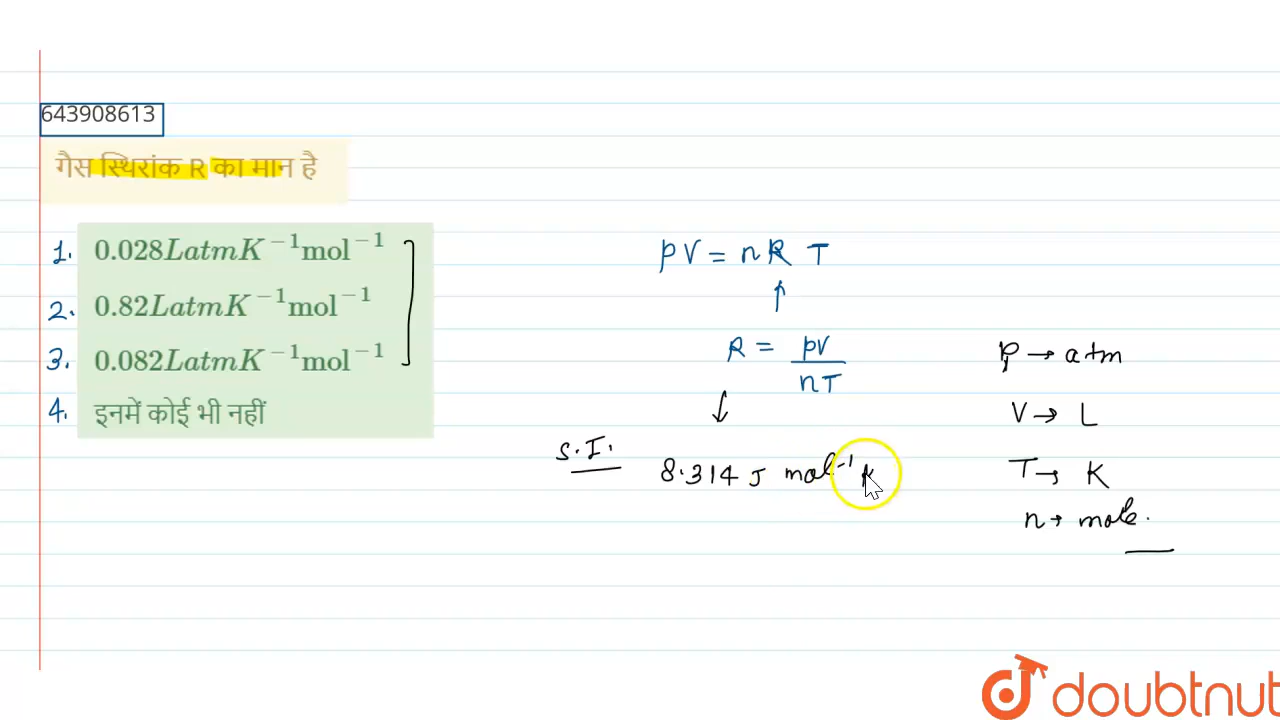 643908613
गैस स्थिरांक R का मान है
1. 0.028LatmK⁻¹mol⁻¹
2. 0.82LatmK⁻¹mol⁻¹
3. 0.082LatmK⁻¹mol⁻¹
4. इनमें कोई भी नहीं
PV = nR T
↑
R = PV / nT
↓
S.I.
8.314 J mol⁻¹ K
P → atm
V → L
T → K
n → mole.
doubtnut